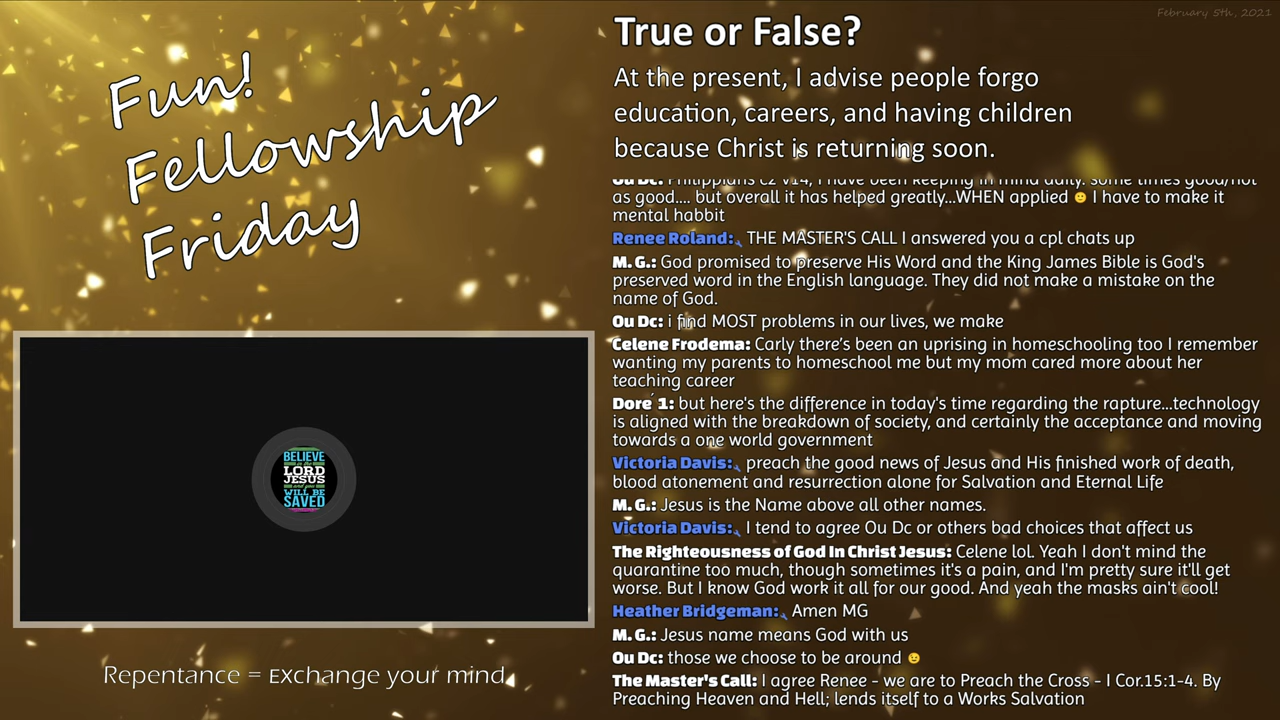 February 5th, 2021
Fun!
Fellowship
Friday
BELIEVE
LORD
JESUS
WILL BE
SAVED
Repentance = EXchange your mind
True or False?
At the present, I advise people forgo
education, careers, and having children
because Christ is returning soon.
Ou Dc: Philippians c2 v14, i have been keeping in mind daily. some times good/not
as good.... but overall it has helped greatly...WHEN applied 🙂 I have to make it
mental habbit
Renee Roland: THE MASTER'S CALL I answered you a cpl chats up
M. G.: God promised to preserve His Word and the King James Bible is God's
preserved word in the English language. They did not make a mistake on the
name of God.
Ou Dc: i find MOST problems in our lives, we make
Celene Frodema: Carly there's been an uprising in homeschooling too I remember
wanting my parents to homeschool me but my mom cared more about her
teaching career
Dore´ 1: but here's the difference in today's time regarding the rapture...technology
is aligned with the breakdown of society, and certainly the acceptance and moving
towards a one world government
Victoria Davis: preach the good news of Jesus and His finished work of death,
blood atonement and resurrection alone for Salvation and Eternal Life
M. G.: Jesus is the Name above all other names.
Victoria Davis: I tend to agree Ou Dc or others bad choices that affect us
The Righteousness of God In Christ Jesus: Celene lol. Yeah I don't mind the
quarantine too much, though sometimes it's a pain, and I'm pretty sure it'll get
worse. But I know God work it all for our good. And yeah the masks ain't cool!
Heather Bridgeman: Amen MG
M. G.: Jesus name means God with us
Ou Dc: those we choose to be around 😉
The Master's Call: I agree Renee - we are to Preach the Cross - I Cor.15:1-4. By
Preaching Heaven and Hell; lends itself to a Works Salvation